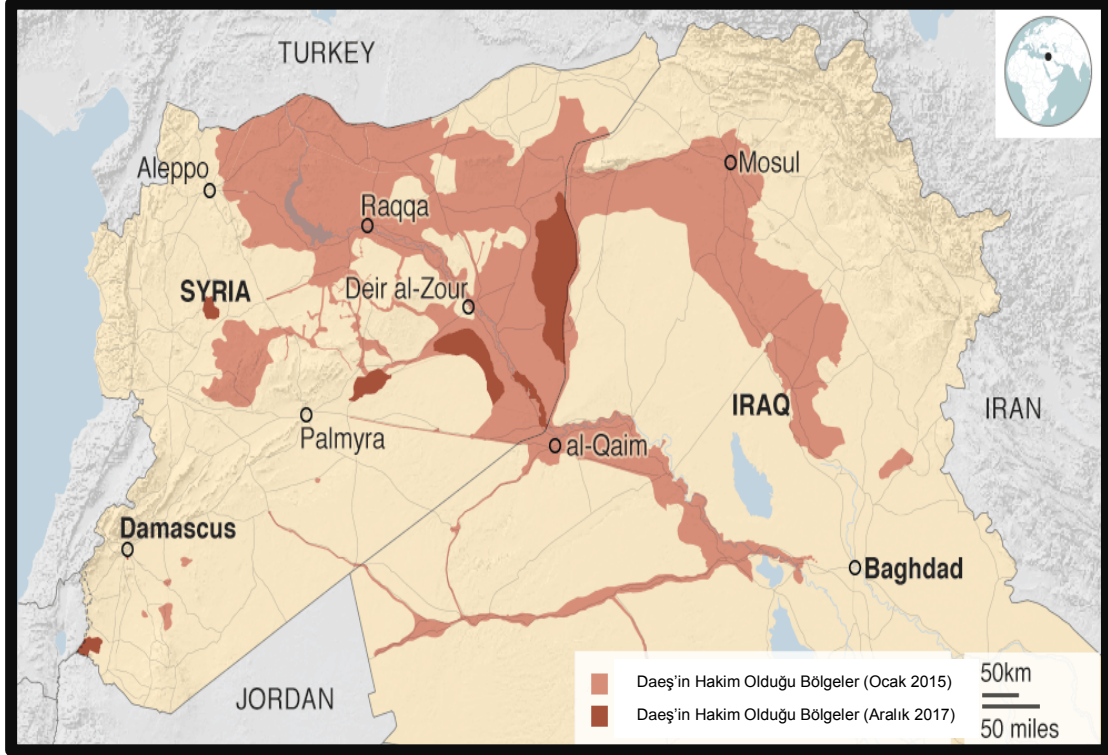 TURKEY
Aleppo
Mosul
Raqqa
SYRIA
Deir al-Zour
IRAQ
IRAN
Palmyra
al-Qaim
Damascus
Baghdad
JORDAN
Daeş'in Hakim Olduğu Bölgeler (Ocak 2015)
Daeş'in Hakim Olduğu Bölgeler (Aralık 2017)
50km
50 miles